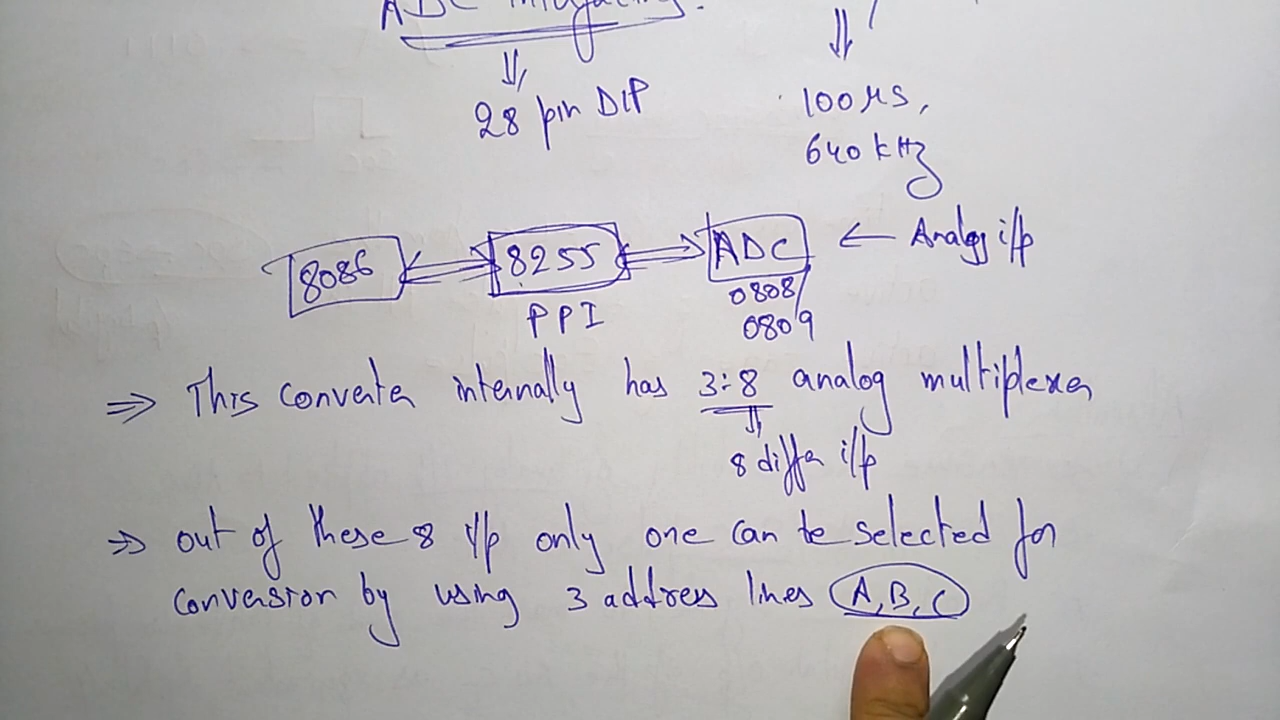 ADC Interfacing.
28 pin DIP
100 μs,
640 kHz
8086
8255
ADC
Analog i/p
PPI
0808/
0809
⇒ This Converter internally has 3:8 analog multiplexer
8 differ i/p
⇒ out of these 8 i/p only one can be selected for
conversion by using 3 address lines A, B, C